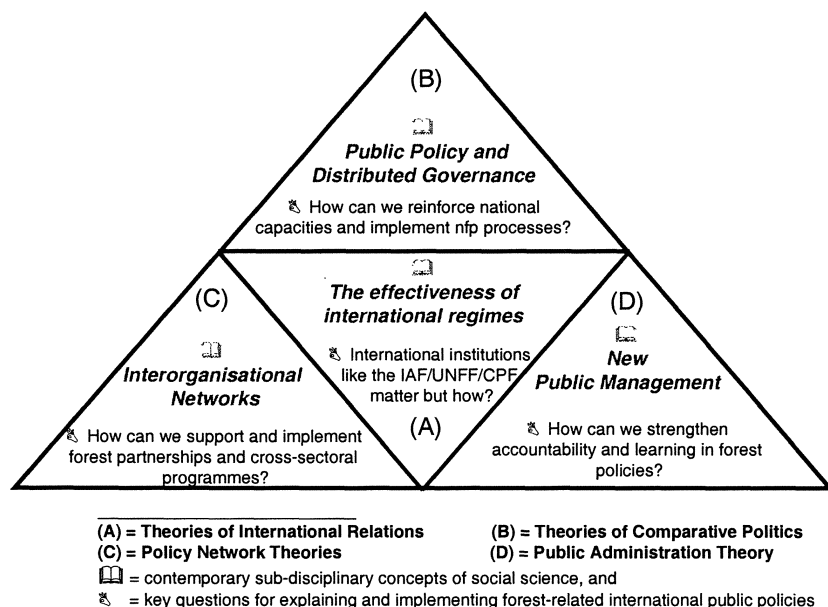 (B)
Public Policy and
Distributed Governance
How can we reinforce national
capacities and implement nfp processes?
(C)
Interorganisational
Networks
How can we support and implement
forest partnerships and cross-sectoral
programmes?
The effectiveness of
international regimes
International institutions
like the IAF/UNFF/CPF
matter but how?
(A)
(D)
New
Public Management
How can we strengthen
accountability and learning in forest
policies?
(A) = Theories of International Relations
(B) = Theories of Comparative Politics
(C) = Policy Network Theories
(D) = Public Administration Theory
= contemporary sub-disciplinary concepts of social science, and
= key questions for explaining and implementing forest-related international public policies